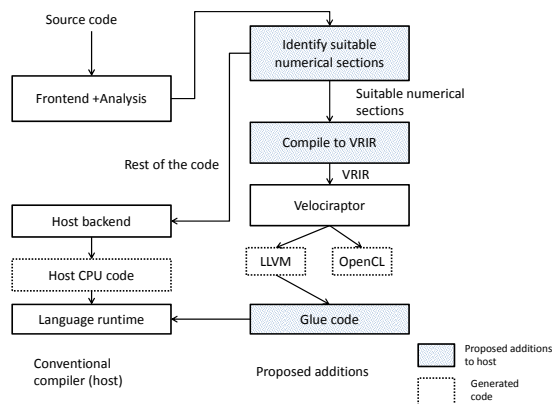 Source code
Identify suitable
numerical sections
Frontend +Analysis
Suitable numerical
sections
Compile to VRIR
Rest of the code
VRIR
Velociraptor
Host backend
LLVM
OpenCL
Host CPU code
Language runtime
Glue code
Conventional
compiler (host)
Proposed additions
Proposed additions
to host
Generated
code